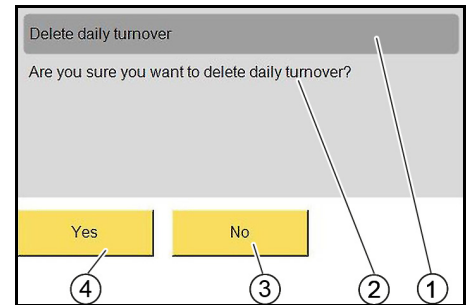 Delete daily turnover
Are you sure you want to delete daily turnover?
Yes No
4 3 2 1